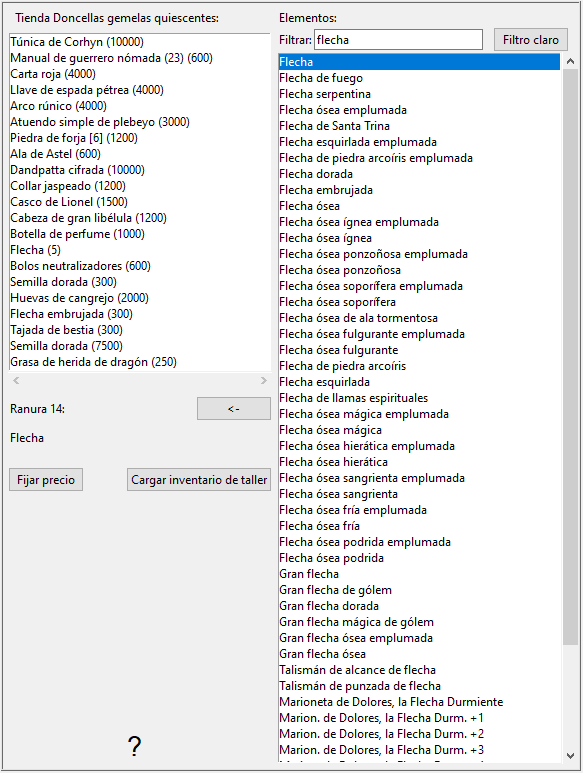 Tienda Doncellas gemelas quiescentes:
Túnica de Corhyn (10000)
Manual de guerrero nómada (23) (600)
Carta roja (4000)
Llave de espada pétrea (4000)
Arco rúnico (4000)
Atuendo simple de plebeyo (3000)
Piedra de forja [6] (1200)
Ala de Astel (600)
Dandpatta cifrada (10000)
Collar jaspeado (1200)
Casco de Lionel (1500)
Cabeza de gran libélula (1200)
Botella de perfume (1000)
Flecha (5)
Bolos neutralizadores (600)
Semilla dorada (300)
Huevas de cangrejo (2000)
Flecha embrujada (300)
Tajada de bestia (300)
Semilla dorada (7500)
Grasa de herida de dragón (250)
< >
Ranura 14:
<-
Flecha
Fijar precio
Cargar inventario de taller
?
Elementos:
Filtrar: flecha
Filtro claro
Flecha
Flecha de fuego
Flecha serpentina
Flecha ósea emplumada
Flecha de Santa Trina
Flecha esquirlada emplumada
Flecha de piedra arcoíris emplumada
Flecha dorada
Flecha embrujada
Flecha ósea
Flecha ósea ígnea emplumada
Flecha ósea ígnea
Flecha ósea ponzoñosa emplumada
Flecha ósea ponzoñosa
Flecha ósea soporífera emplumada
Flecha ósea soporífera
Flecha ósea de ala tormentosa
Flecha ósea fulgurante emplumada
Flecha ósea fulgurante
Flecha de piedra arcoíris
Flecha esquirlada
Flecha de llamas espirituales
Flecha ósea mágica emplumada
Flecha ósea mágica
Flecha ósea hierática emplumada
Flecha ósea hierática
Flecha ósea sangrienta emplumada
Flecha ósea sangrienta
Flecha ósea fría emplumada
Flecha ósea fría
Flecha ósea podrida emplumada
Flecha ósea podrida
Gran flecha
Gran flecha de gólem
Gran flecha dorada
Gran flecha mágica de gólem
Gran flecha ósea emplumada
Gran flecha ósea
Talismán de alcance de flecha
Talismán de punzada de flecha
Marioneta de Dolores, la Flecha Durmiente
Marion. de Dolores, la Flecha Durm. +1
Marion. de Dolores, la Flecha Durm. +2
Marion. de Dolores, la Flecha Durm. +3